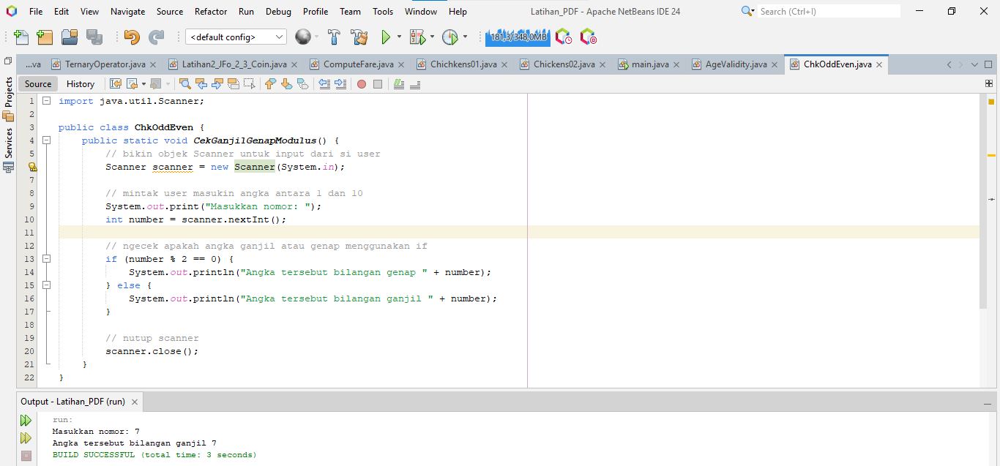 File Edit View Navigate Source Refactor Run Debug Profile Team Tools Window Help Latihan_PDF - Apache NetBeans IDE 24 Search (Ctrl+I)
<default config> 181,3/348,0MB
...va TernaryOperator.java Latihan2_JFo_2_3_Coin.java ComputeFare.java Chichkens01.java Chickens02.java main.java AgeValidity.java ChkOddEven.java
Source History
Projects
Services
1 import java.util.Scanner;
2
3 public class ChkOddEven {
4 public static void CekGanjilGenapModulus() {
5 // bikin objek Scanner untuk input dari si user
Scanner scanner = new Scanner(System.in);
7
8 // mintak user masukin angka antara 1 dan 10
9 System.out.print("Masukkan nomor: ");
10 int number = scanner.nextInt();
11
12 // ngecek apakah angka ganjil atau genap menggunakan if
13 if (number % 2 == 0) {
14 System.out.println("Angka tersebut bilangan genap " + number);
15 } else {
16 System.out.println("Angka tersebut bilangan ganjil " + number);
17 }
18
19 // nutup scanner
20 scanner.close();
21 }
22 }
Output - Latihan_PDF (run)
run:
Masukkan nomor: 7
Angka tersebut bilangan ganjil 7
BUILD SUCCESSFUL (total time: 3 seconds)